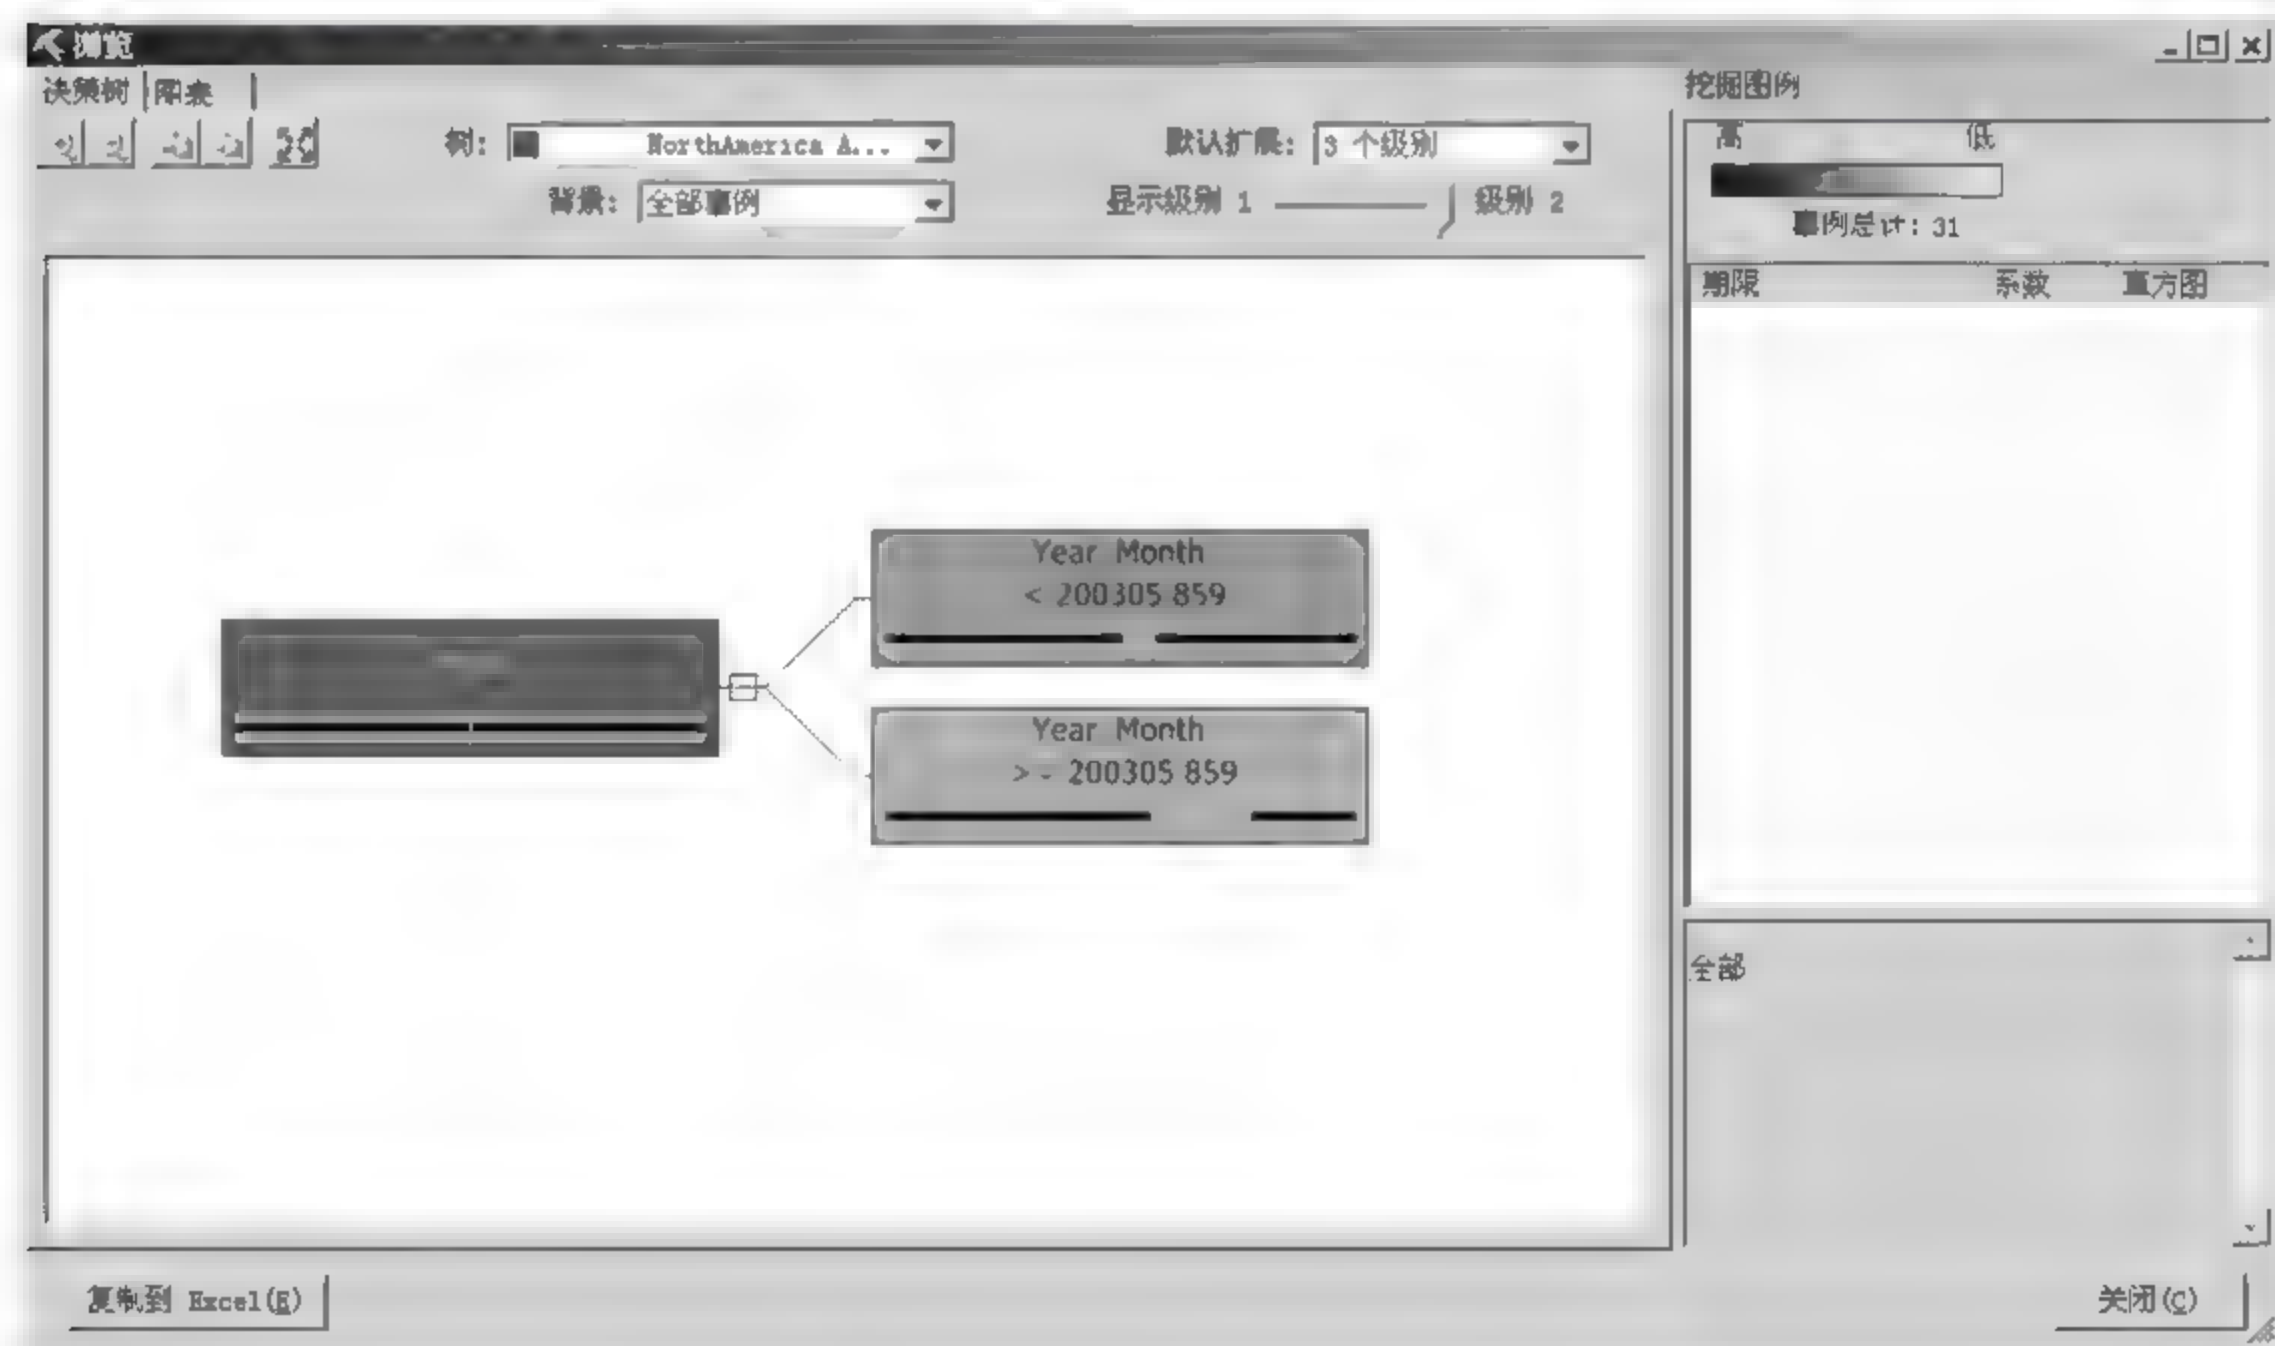 浏览
决策树 图表
树: NorthAmerica A...
默认扩展: 3 个级别
背景: 全部事例
显示级别 1 级别 2
挖掘图例
高 低
事例总计: 31
期限 系数 直方图
Year Month
< 200305 859
Year Month
> - 200305 859
全部
复制到 Excel(E)
关闭(C)